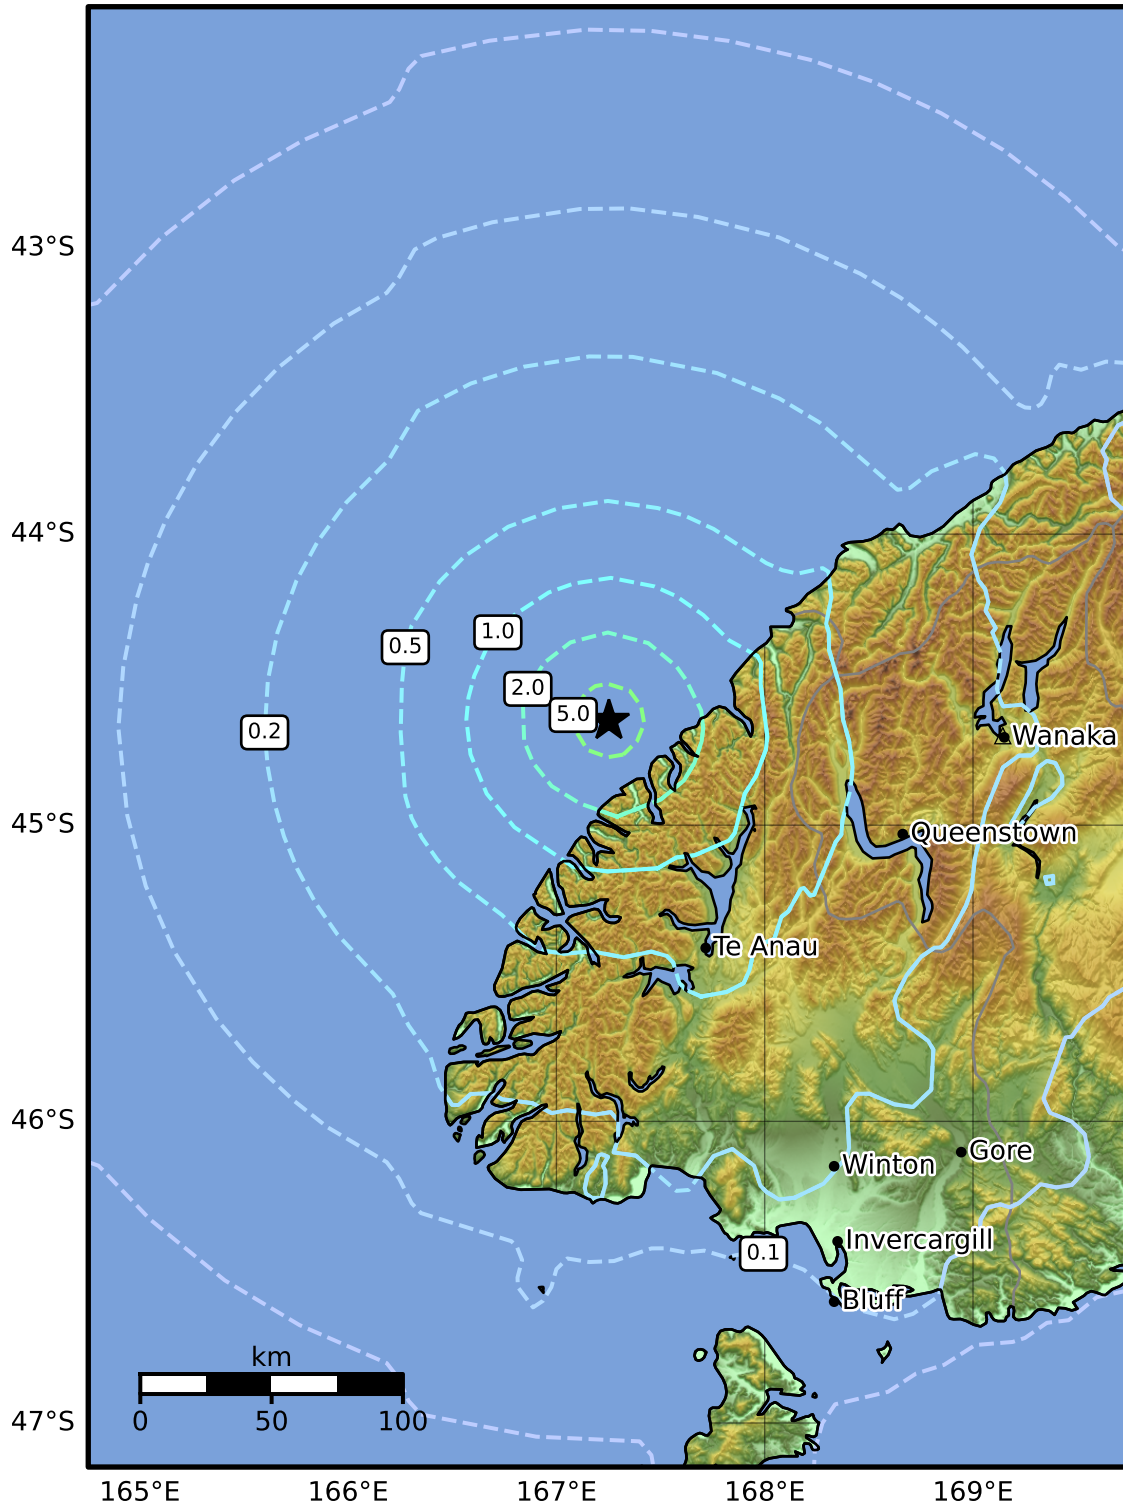 43°S
44°S
0.5
1.0
2.0
5.0
0.2
Wanaka
45°S
Queenstown
Te Anau
46°S
Gore
Winton
Invercargill
0.1
Bluff
km
0 50 100
47°S
165°E 166°E 167°E 168°E 169°E